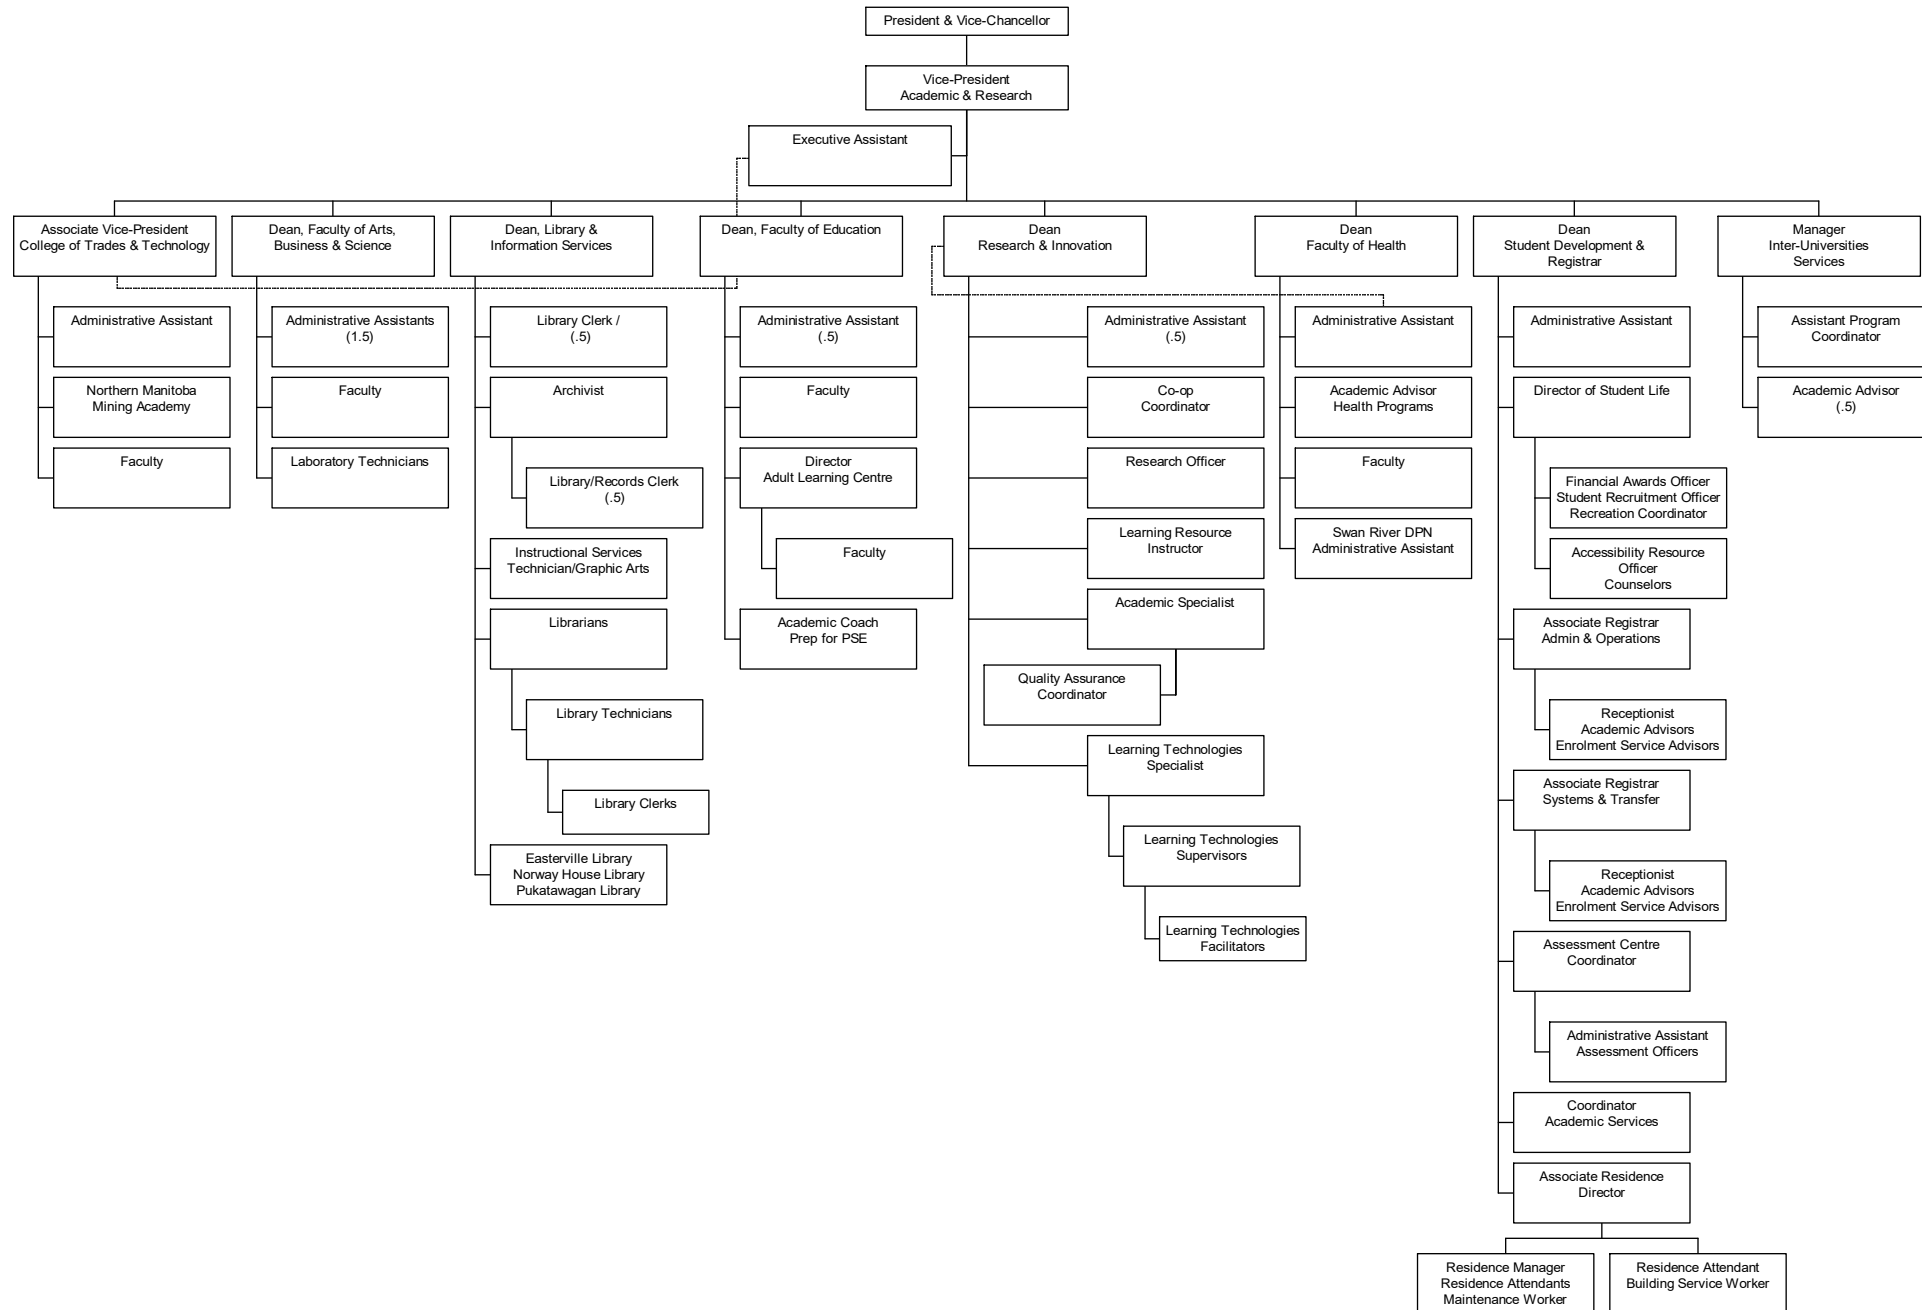 President & Vice-Chancellor
Vice-President
Academic & Research
Executive Assistant
Associate Vice-President
College of Trades & Technology
Dean, Faculty of Arts,
Business & Science
Dean, Library &
Information Services
Dean, Faculty of Education
Dean
Research & Innovation
Dean
Faculty of Health
Dean
Student Development &
Registrar
Manager
Inter-Universities
Services
Administrative Assistant
Northern Manitoba
Mining Academy
Faculty
Administrative Assistants
(1.5)
Faculty
Laboratory Technicians
Library Clerk /
(.5)
Archivist
Library/Records Clerk
(.5)
Instructional Services
Technician/Graphic Arts
Librarians
Library Technicians
Library Clerks
Easterville Library
Norway House Library
Pukatawagan Library
Administrative Assistant
(.5)
Faculty
Director
Adult Learning Centre
Faculty
Academic Coach
Prep for PSE
Administrative Assistant
(.5)
Co-op
Coordinator
Research Officer
Learning Resource
Instructor
Academic Specialist
Quality Assurance
Coordinator
Learning Technologies
Specialist
Learning Technologies
Supervisors
Learning Technologies
Facilitators
Administrative Assistant
Academic Advisor
Health Programs
Faculty
Swan River DPN
Administrative Assistant
Administrative Assistant
Director of Student Life
Financial Awards Officer
Student Recruitment Officer
Recreation Coordinator
Accessibility Resource
Officer
Counselors
Associate Registrar
Admin & Operations
Receptionist
Academic Advisors
Enrolment Service Advisors
Associate Registrar
Systems & Transfer
Receptionist
Academic Advisors
Enrolment Service Advisors
Assessment Centre
Coordinator
Administrative Assistant
Assessment Officers
Coordinator
Academic Services
Associate Residence
Director
Residence Manager
Residence Attendants
Maintenance Worker
Residence Attendant
Building Service Worker
Assistant Program
Coordinator
Academic Advisor
(.5)